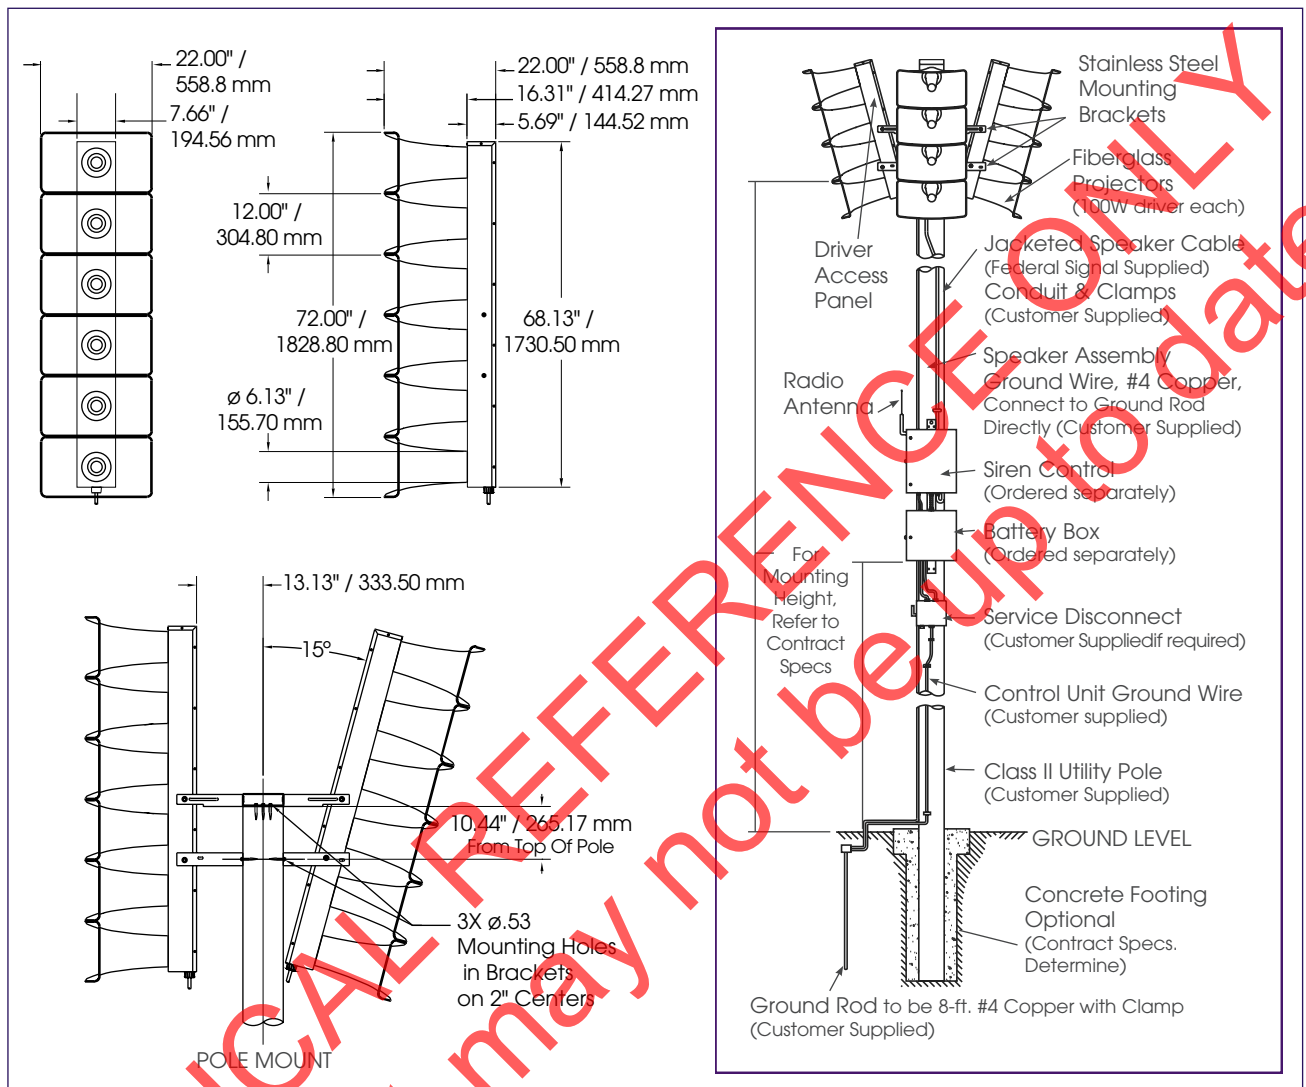 22.00" /
558.8 mm
7.66" /
194.56 mm
12.00" /
304.80 mm
72.00" /
1828.80 mm
ø 6.13" /
155.70 mm
22.00" / 558.8 mm
16.31" / 414.27 mm
5.69" / 144.52 mm
68.13" /
1730.50 mm
13.13" / 333.50 mm
15°
10.44" / 265.17 mm
From Top Of Pole
3X ø.53
Mounting Holes
in Brackets
on 2" Centers
POLE MOUNT
Stainless Steel
Mounting
Brackets
Fiberglass
Projectors
(100W driver each)
Driver
Access
Panel
Jacketed Speaker Cable
(Federal Signal Supplied)
Conduit & Clamps
(Customer Supplied)
Speaker Assembly
Ground Wire, #4 Copper,
Connect to Ground Rod
Directly (Customer Supplied)
Radio
Antenna
Siren Control
(Ordered separately)
Battery Box
(Ordered separately)
For
Mounting
Height,
Refer to
Contract
Specs
Service Disconnect
(Customer Suppliedif required)
Control Unit Ground Wire
(Customer supplied)
Class II Utility Pole
(Customer Supplied)
GROUND LEVEL
Concrete Footing
Optional
(Contract Specs.
Determine)
Ground Rod to be 8-ft. #4 Copper with Clamp
(Customer Supplied)
ICAL REFERENCE ONLY
may not be up to date